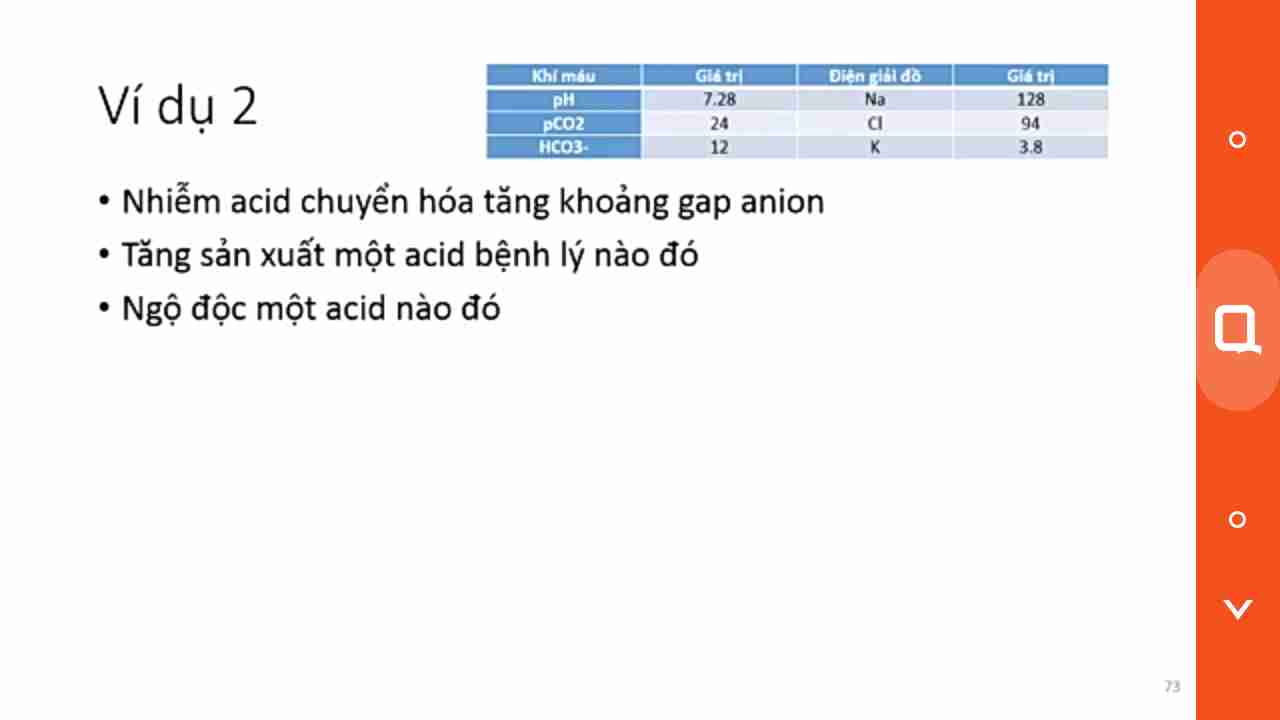 Ví dụ 2
Khí máu Giá trị Điện giải đồ Giá trị
pH 7.28 Na 128
pCO2 24 Cl 94
HCO3- 12 K 3.8
• Nhiễm acid chuyển hóa tăng khoảng gap anion
• Tăng sản xuất một acid bệnh lý nào đó
• Ngộ độc một acid nào đó
73